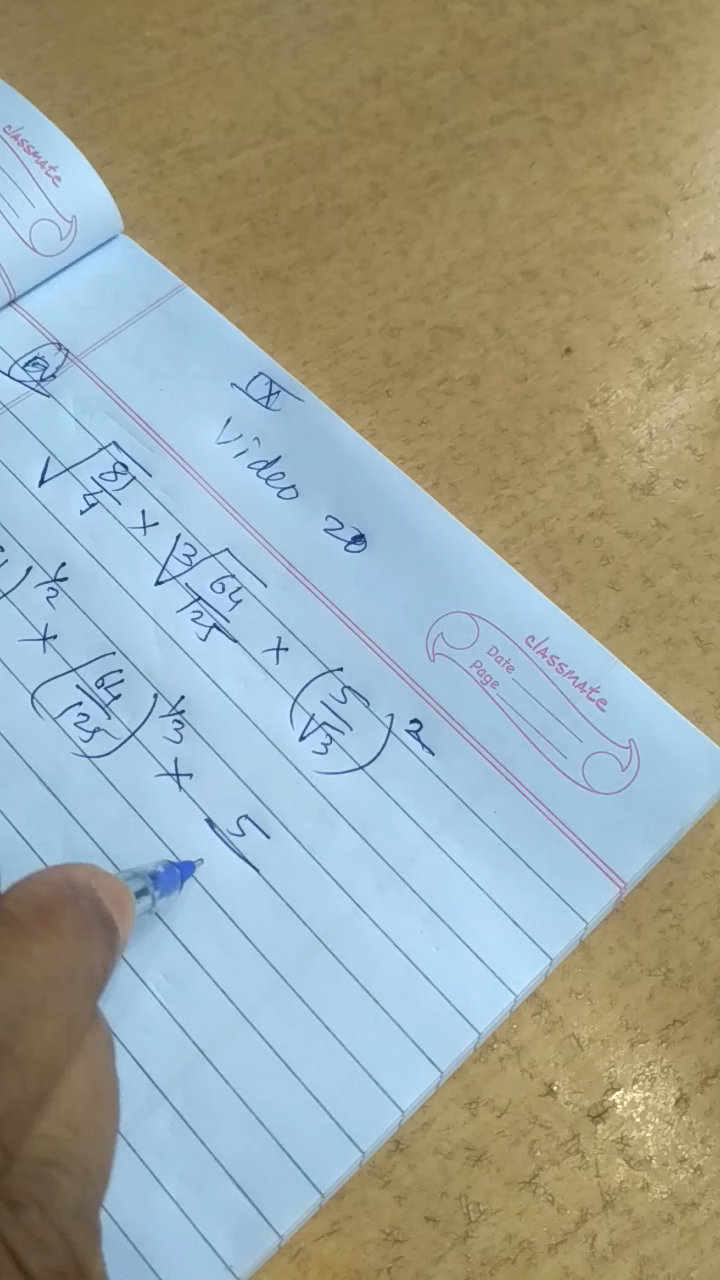 classmate
IX
Video 20
√81/4 × ∛64/125 × (5/√3)²
)^1/2 × (64/125)^1/3 × 5
classmate
Date
Page